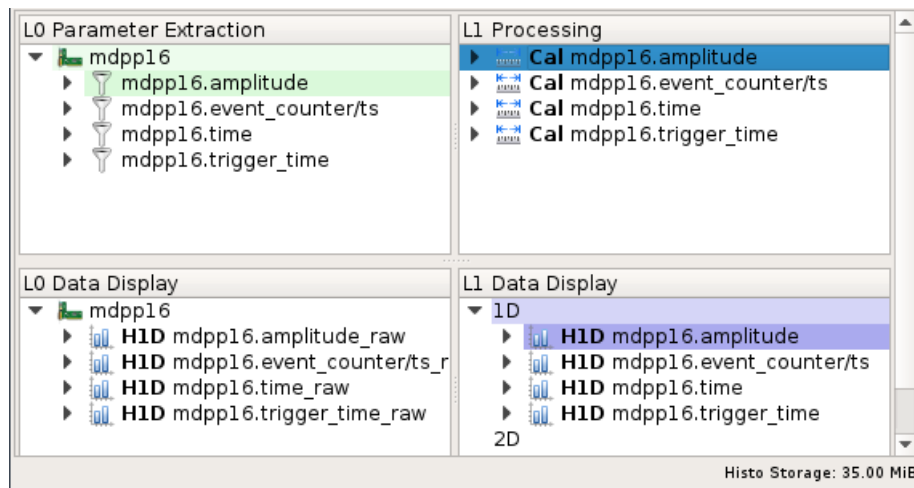 L0 Parameter Extraction
mdpp16
mdpp16.amplitude
mdpp16.event_counter/ts
mdpp16.time
mdpp16.trigger_time
L1 Processing
Cal mdpp16.amplitude
Cal mdpp16.event_counter/ts
Cal mdpp16.time
Cal mdpp16.trigger_time
L0 Data Display
mdpp16
H1D mdpp16.amplitude_raw
H1D mdpp16.event_counter/ts_r
H1D mdpp16.time_raw
H1D mdpp16.trigger_time_raw
L1 Data Display
1D
H1D mdpp16.amplitude
H1D mdpp16.event_counter/ts
H1D mdpp16.time
H1D mdpp16.trigger_time
2D
Histo Storage: 35.00 MiB